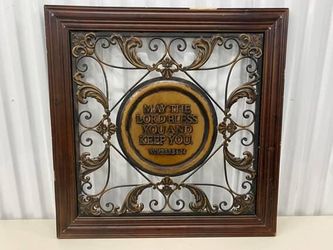 MAY THE
LORD BLESS
YOU AND
KEEP YOU.